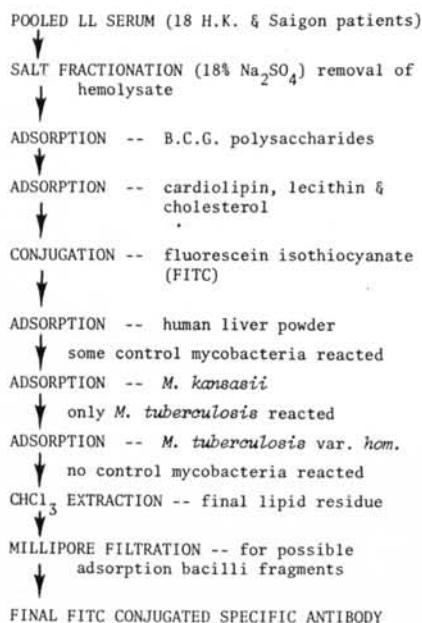 POOLED LL SERUM (18 H.K. & Saigon patients)
SALT FRACTIONATION (18% Na2SO4) removal of
hemolysate
ADSORPTION -- B.C.G. polysaccharides
ADSORPTION -- cardiolipin, lecithin &
cholesterol
CONJUGATION -- fluorescein isothiocyanate
(FITC)
ADSORPTION -- human liver powder
some control mycobacteria reacted
ADSORPTION -- M. kansasii
only M. tuberculosis reacted
ADSORPTION -- M. tuberculosis var. hom.
no control mycobacteria reacted
CHCl3 EXTRACTION -- final lipid residue
MILLIPORE FILTRATION -- for possible
adsorption bacilli fragments
FINAL FITC CONJUGATED SPECIFIC ANTIBODY